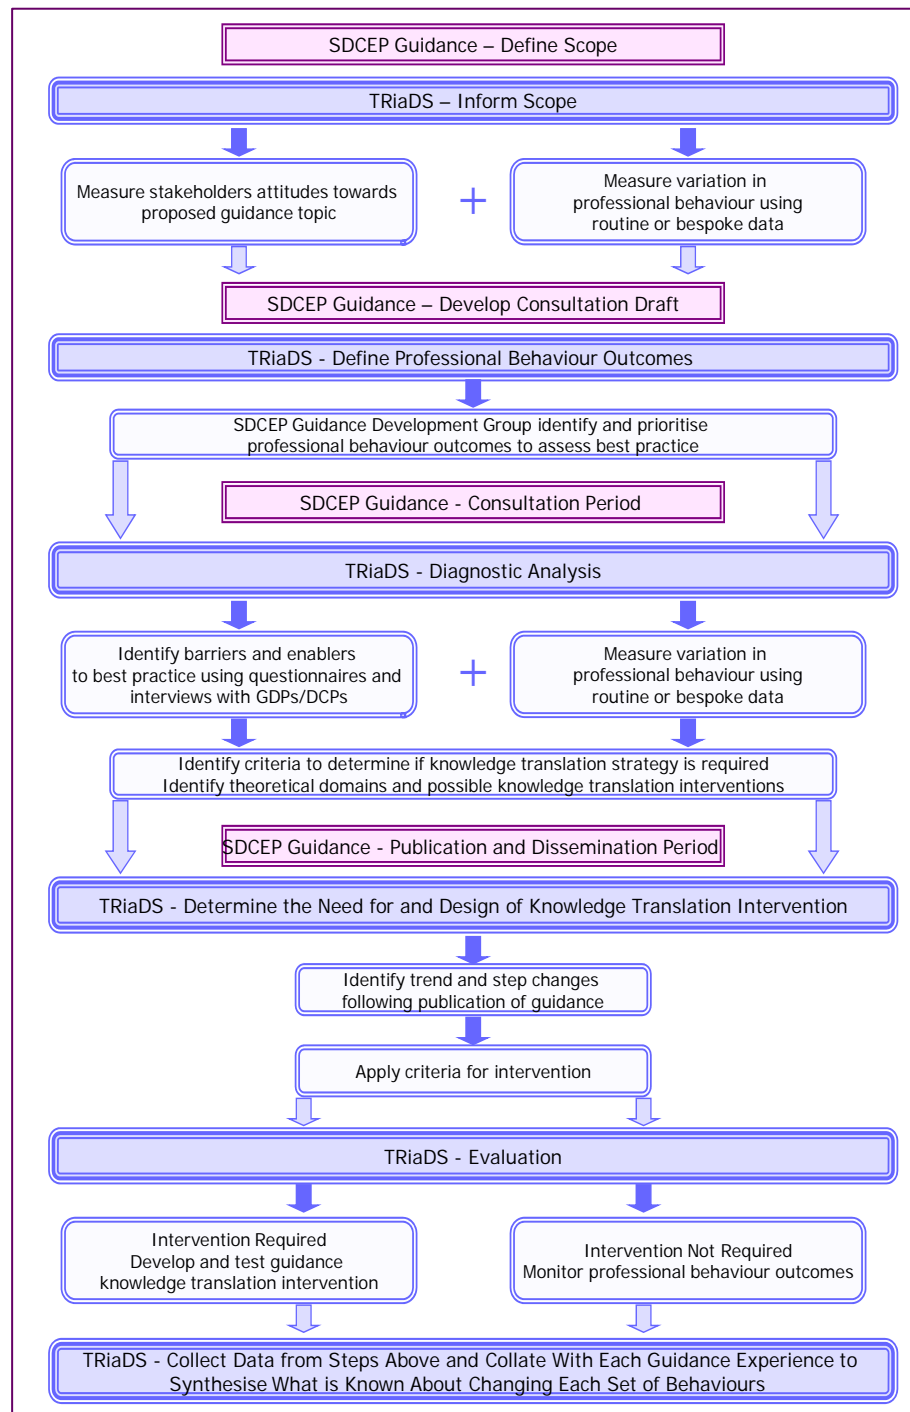 SDCEP Guidance – Define Scope
TRiaDS – Inform Scope
Measure stakeholders attitudes towards
proposed guidance topic
+
Measure variation in
professional behaviour using
routine or bespoke data
SDCEP Guidance – Develop Consultation Draft
TRiaDS - Define Professional Behaviour Outcomes
SDCEP Guidance Development Group identify and prioritise
professional behaviour outcomes to assess best practice
SDCEP Guidance - Consultation Period
TRiaDS - Diagnostic Analysis
Identify barriers and enablers
to best practice using questionnaires and
interviews with GDPs/DCPs
+
Measure variation in
professional behaviour using
routine or bespoke data
Identify criteria to determine if knowledge translation strategy is required
Identify theoretical domains and possible knowledge translation interventions
SDCEP Guidance - Publication and Dissemination Period
TRiaDS - Determine the Need for and Design of Knowledge Translation Intervention
Identify trend and step changes
following publication of guidance
Apply criteria for intervention
TRiaDS - Evaluation
Intervention Required
Develop and test guidance
knowledge translation intervention
Intervention Not Required
Monitor professional behaviour outcomes
TRiaDS - Collect Data from Steps Above and Collate With Each Guidance Experience to
Synthesise What is Known About Changing Each Set of Behaviours